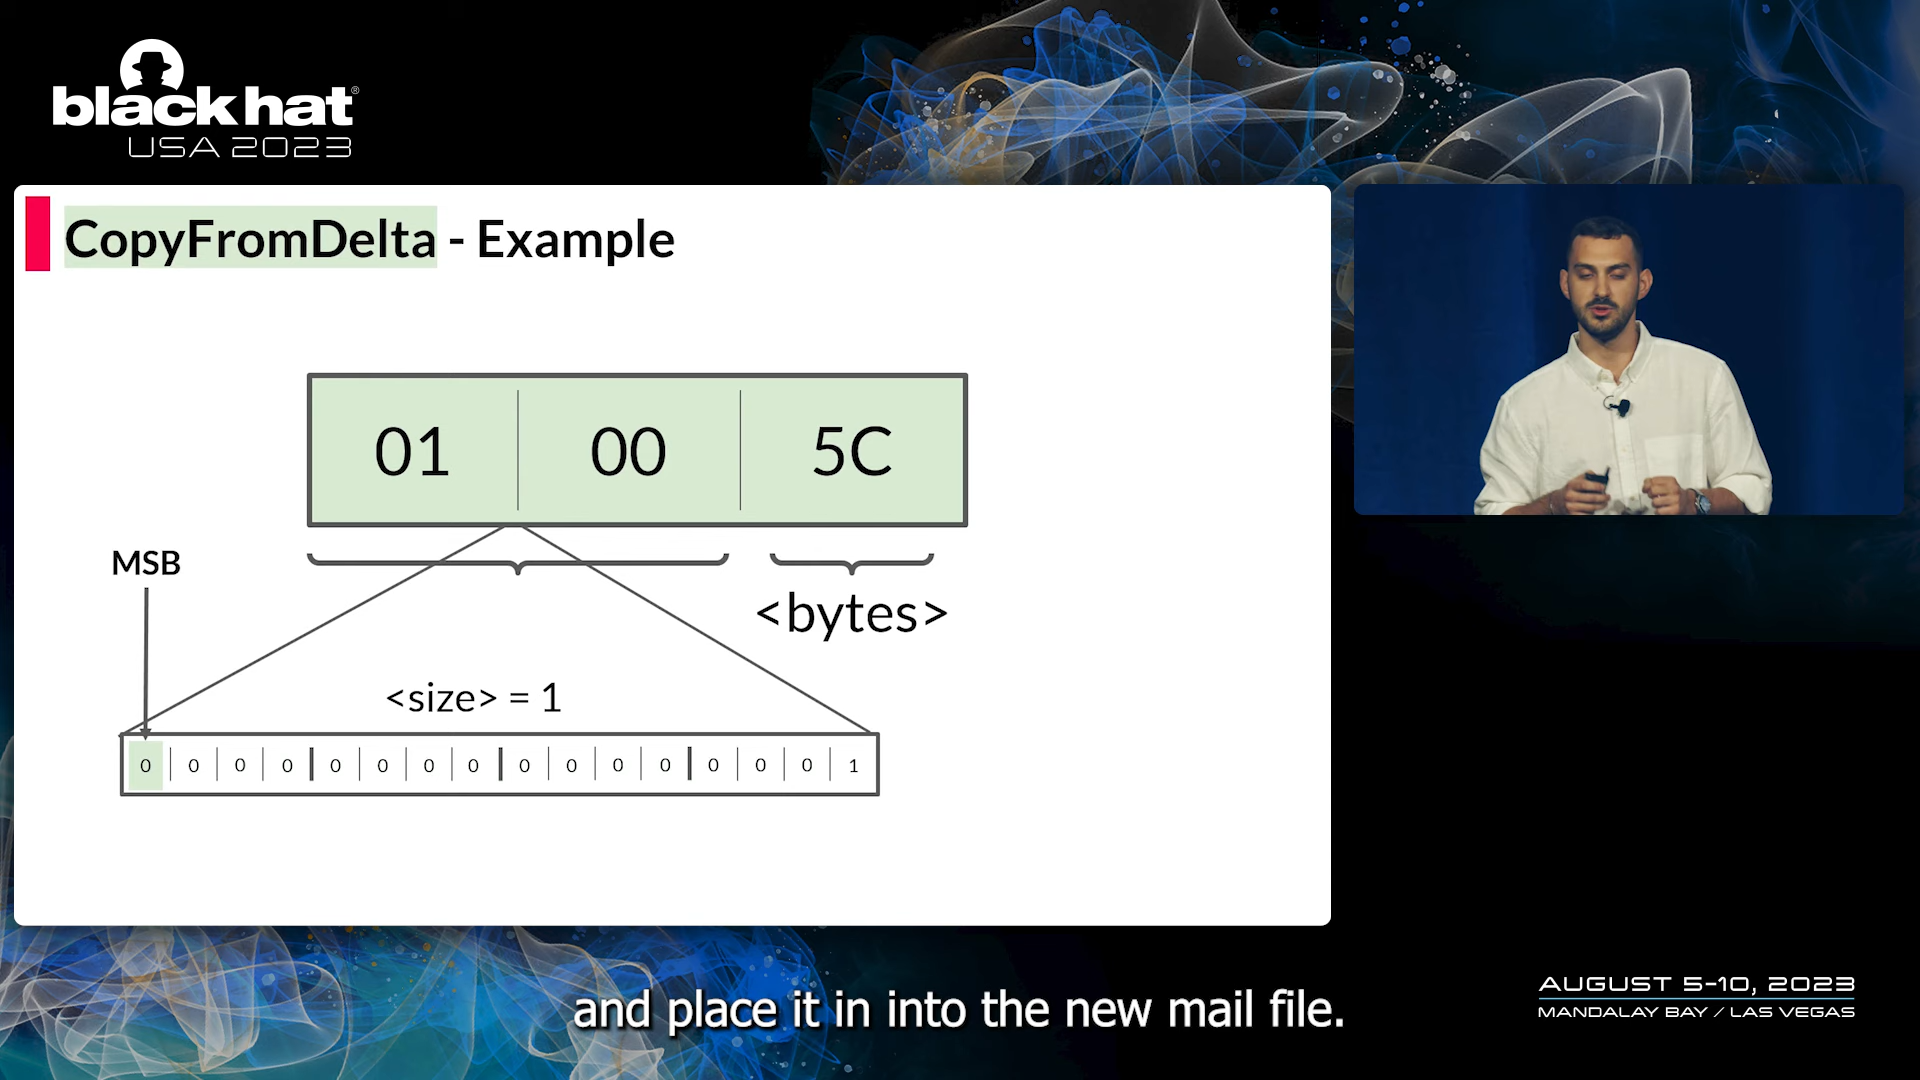 blackhat®
USA 2023
CopyFromDelta - Example
01 00 5C
MSB
<bytes>
<size> = 1
0 0 0 0 0 0 0 0 0 0 0 0 0 0 0 1
and place it in into the new mail file.
AUGUST 5-10, 2023
MANDALAY BAY / LAS VEGAS